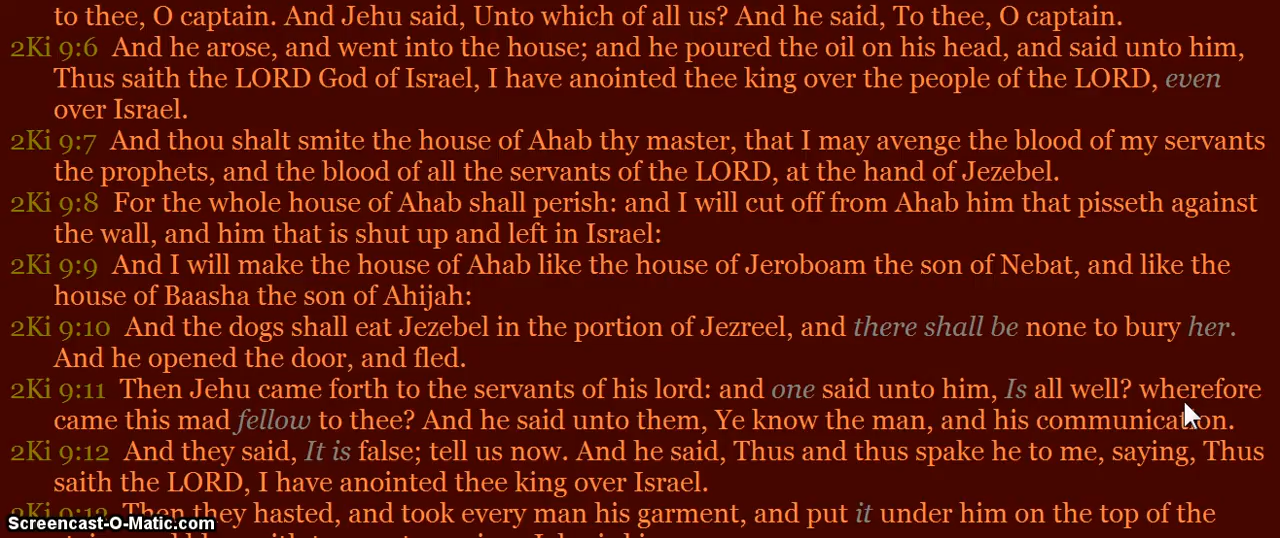 to thee, O captain. And Jehu said, Unto which of all us? And he said, To thee, O captain.
2Ki 9:6 And he arose, and went into the house; and he poured the oil on his head, and said unto him,
Thus saith the LORD God of Israel, I have anointed thee king over the people of the LORD, even
over Israel.
2Ki 9:7 And thou shalt smite the house of Ahab thy master, that I may avenge the blood of my servants
the prophets, and the blood of all the servants of the LORD, at the hand of Jezebel.
2Ki 9:8 For the whole house of Ahab shall perish: and I will cut off from Ahab him that pisseth against
the wall, and him that is shut up and left in Israel:
2Ki 9:9 And I will make the house of Ahab like the house of Jeroboam the son of Nebat, and like the
house of Baasha the son of Ahijah:
2Ki 9:10 And the dogs shall eat Jezebel in the portion of Jezreel, and there shall be none to bury her.
And he opened the door, and fled.
2Ki 9:11 Then Jehu came forth to the servants of his lord: and one said unto him, Is all well? wherefore
came this mad fellow to thee? And he said unto them, Ye know the man, and his communication.
2Ki 9:12 And they said, It is false; tell us now. And he said, Thus and thus spake he to me, saying, Thus
saith the LORD, I have anointed thee king over Israel.
2Ki 9:13 Then they hasted, and took every man his garment, and put it under him on the top of the
Screencast-O-Matic.com